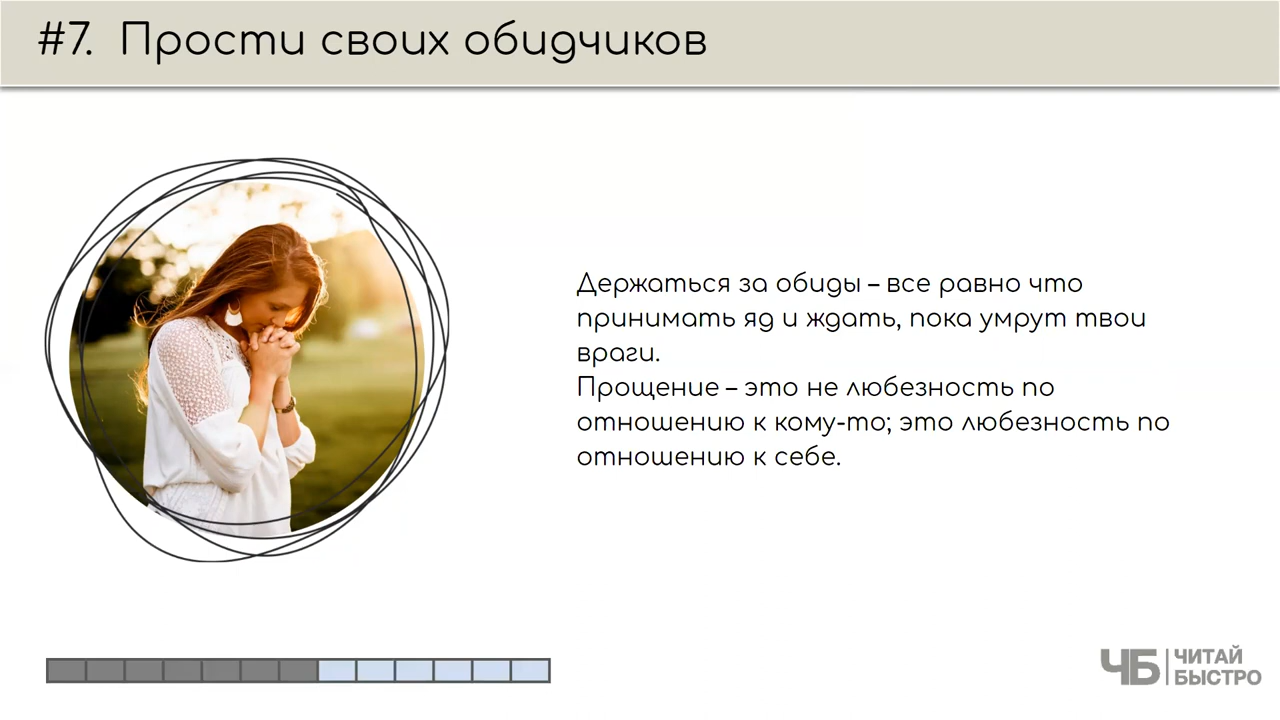 #7. Прости своих обидчиков
Держаться за обиды – все равно что
принимать яд и ждать, пока умрут твои
враги.
Прощение – это не любезность по
отношению к кому-то; это любезность по
отношению к себе.
ЧБ
ЧИТАЙ
БЫСТРО